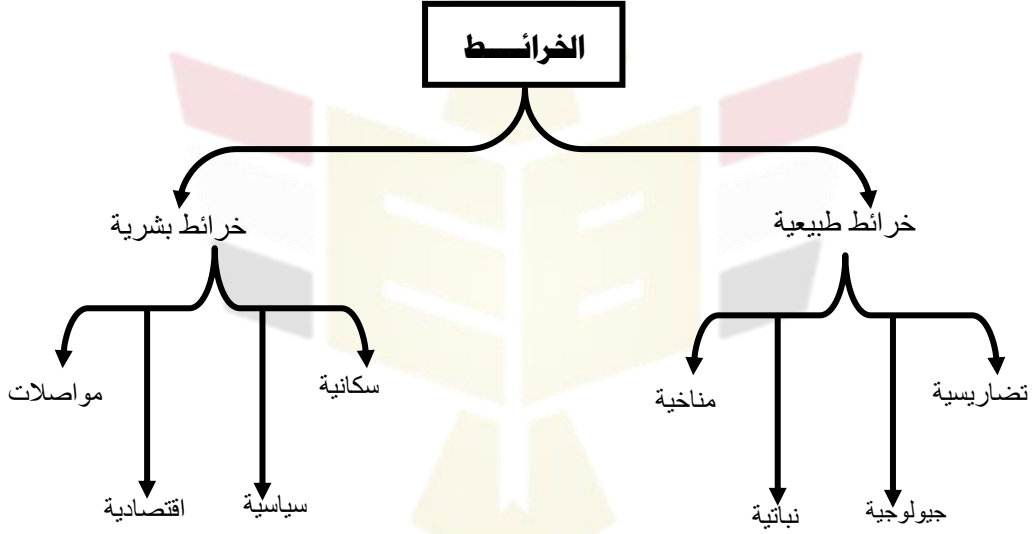 الخرائـــط
خرائط طبيعية
خرائط بشرية
تضاريسية
جيولوجية
نباتية
مناخية
سكانية
سياسية
اقتصادية
مواصلات